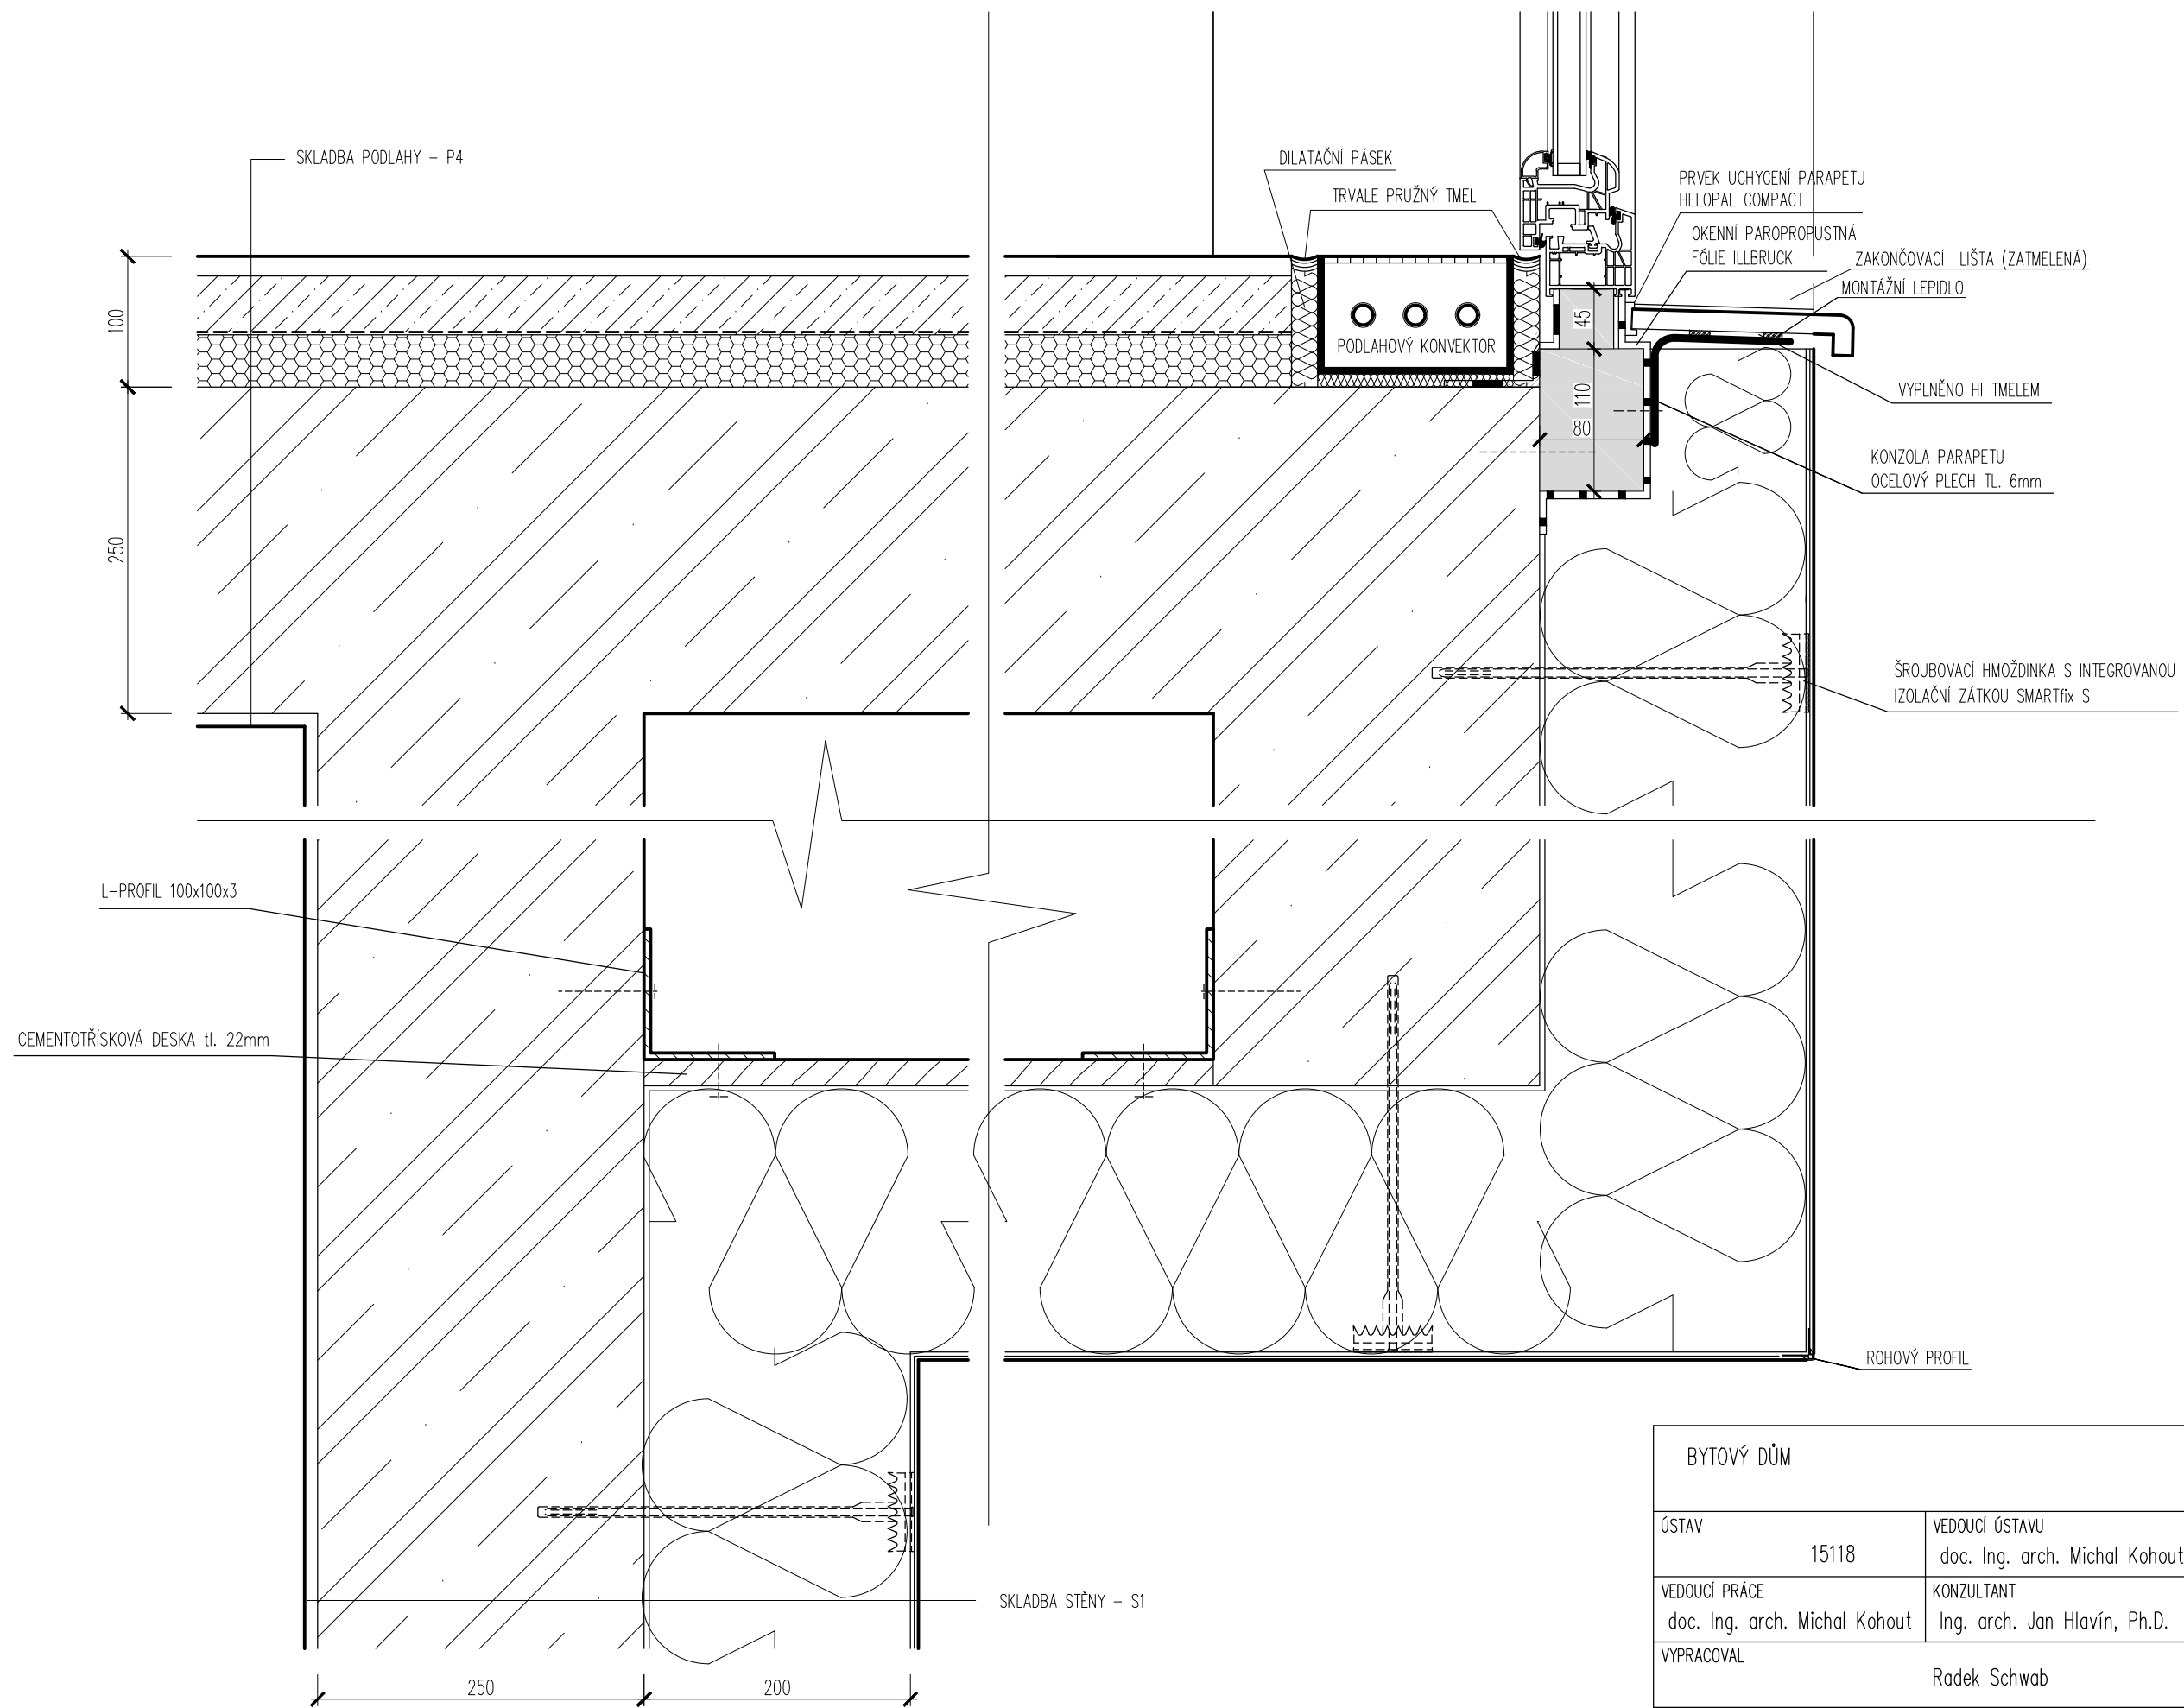 SKLADBA PODLAHY - P4
DILATAČNÍ PÁSEK
TRVALE PRUŽNÝ TMEL
PRVEK UCHYCENÍ PARAPETU
HELOPAL COMPACT
OKENNÍ PAROPROPUSTNÁ
FÓLIE ILLBRUCK
ZAKONČOVACÍ LIŠTA (ZATMELENÁ)
MONTÁŽNÍ LEPIDLO
100
45
PODLAHOVÝ KONVEKTOR
VYPLNĚNO HI TMELEM
110
80
KONZOLA PARAPETU
OCELOVÝ PLECH TL. 6mm
250
ŠROUBOVACÍ HMOŽDINKA S INTEGROVANOU
IZOLAČNÍ ZÁTKOU SMARTfix S
L-PROFIL 100x100x3
CEMENTOTŘÍSKOVÁ DESKA tl. 22mm
ROHOVÝ PROFIL
SKLADBA STĚNY - S1
250
200
BYTOVÝ DŮM
ÚSTAV
15118
VEDOUCÍ ÚSTAVU
doc. Ing. arch. Michal Kohout
VEDOUCÍ PRÁCE
doc. Ing. arch. Michal Kohout
KONZULTANT
Ing. arch. Jan Hlavín, Ph.D.
VYPRACOVAL
Radek Schwab